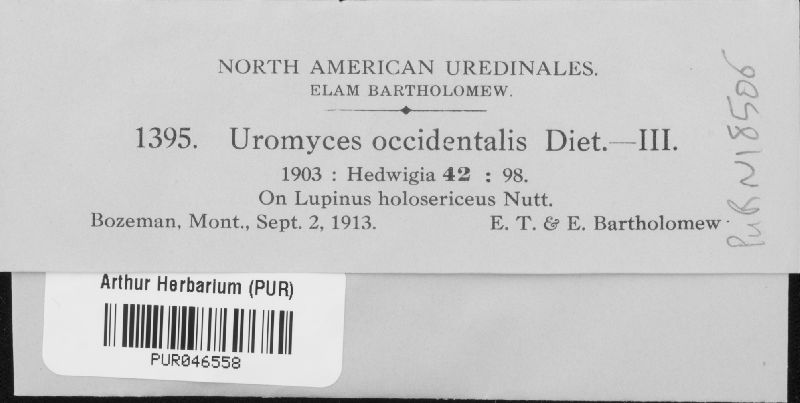 NORTH AMERICAN UREDINALES.
ELAM BARTHOLOMEW.
1395. Uromyces occidentalis Diet.—III.
1903 : Hedwigia 42 : 98.
On Lupinus holosericeus Nutt.
Bozeman, Mont., Sept. 2, 1913. E. T. & E. Bartholomew
PUR N18506
Arthur Herbarium (PUR)
PUR046558